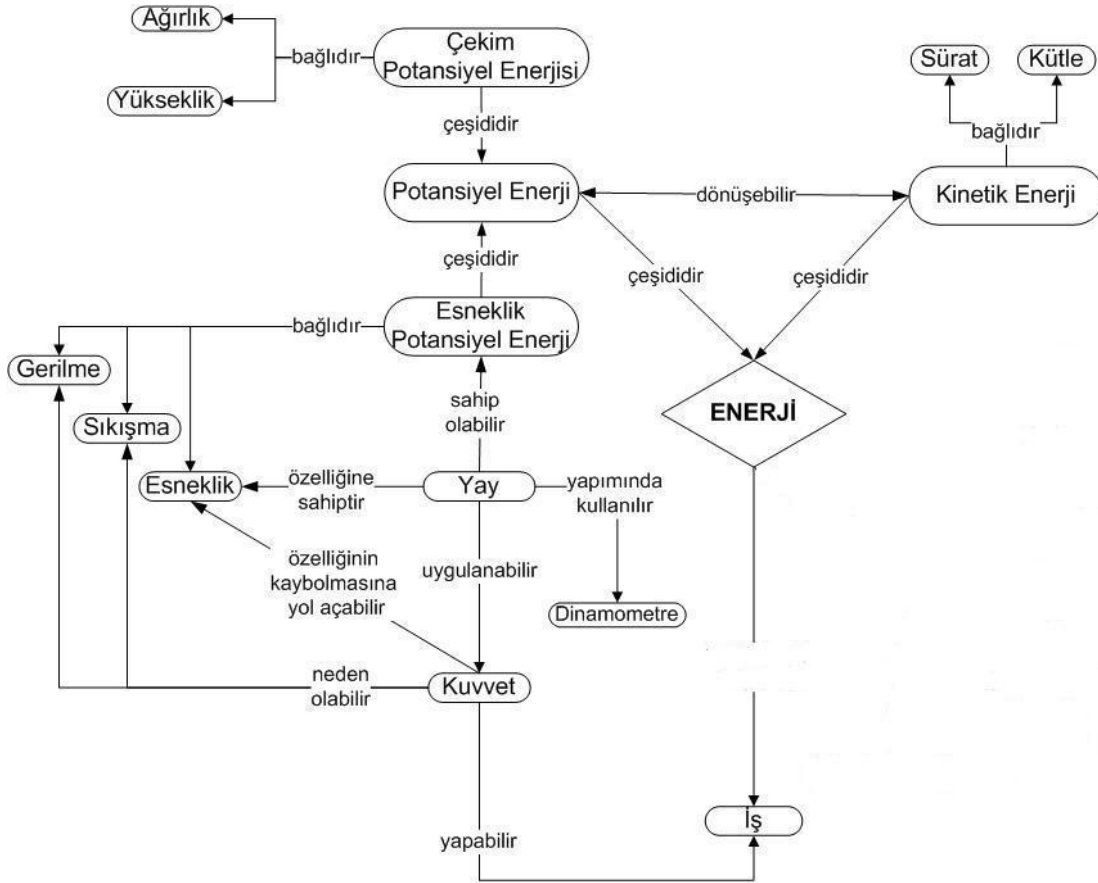 Ağırlık
bağlıdır
Yükseklik
Çekim
Potansiyel Enerjisi
çeşididir
Sürat
Kütle
bağlıdır
Potansiyel Enerji
dönüşebilir
Kinetik Enerji
çeşididir
çeşididir
çeşididir
Esneklik
Potansiyel Enerji
bağlıdır
Gerilme
Sıkışma
Esneklik
sahip
olabilir
ENERJİ
özelliğine
sahiptir
Yay
yapımında
kullanılır
özelliğinin
kaybolmasına
yol açabilir
uygulanabilir
Dinamometre
neden
olabilir
Kuvvet
yapabilir
İş